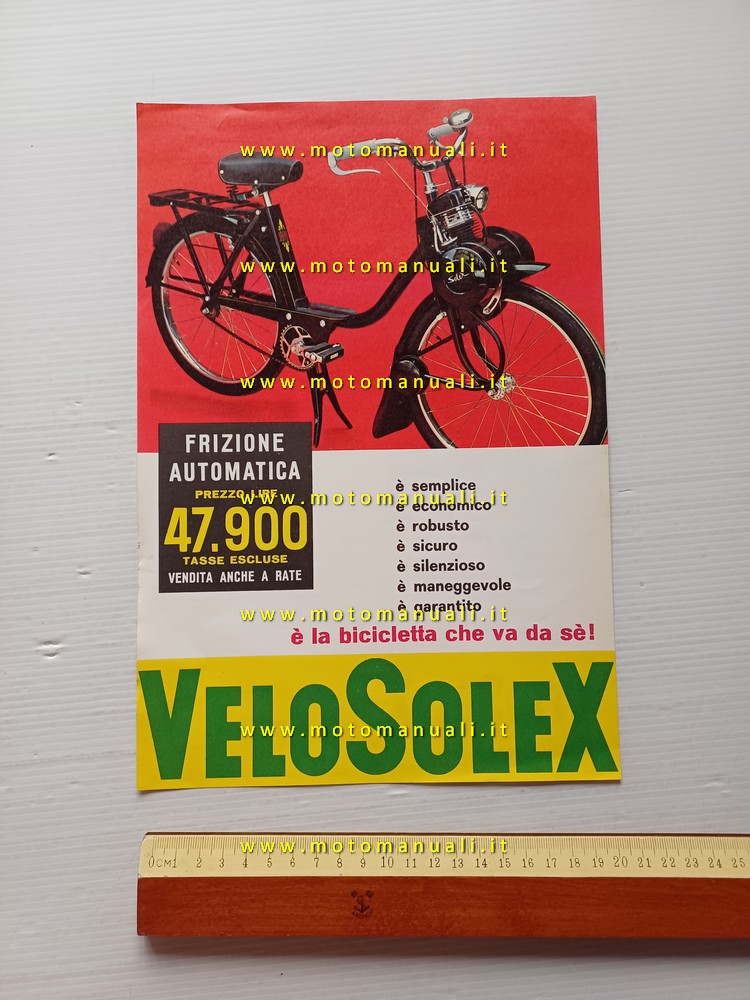 www.motomanuali.it
www.motomanuali.it
Solex
www.motomanuali.it
FRIZIONE
AUTOMATICA
PREZZO LIRE
47.900
TASSE ESCLUSE
VENDITA ANCHE A RATE
è semplice
www.motomanuali.it
è economico
è robusto
è sicuro
è silenzioso
è maneggevole
è garantito
www.motomanuali.it
è la bicicletta che va da sè!
VELOSOLEX
www.motomanuali.it
www.motomanuali.it
0CM1 2 3 4 5 6 7 8 9 10 11 12 13 14 15 16 17 18 19 20 21 22 23 24 25